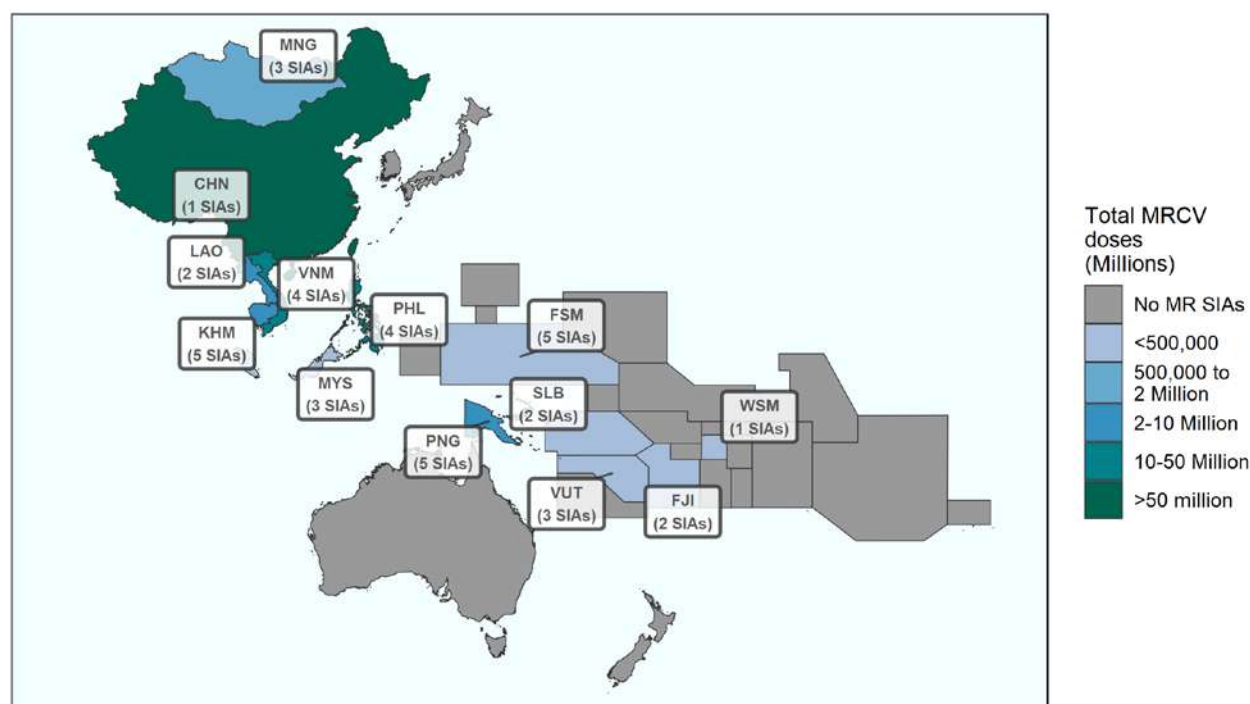 MNG
(3 SIAs)
CHN
(1 SIAs)
LAO
(2 SIAs)
VNM
(4 SIAs)
PHL
(4 SIAs)
FSM
(5 SIAs)
KHM
(5 SIAs)
MYS
(3 SIAs)
SLB
(2 SIAs)
WSM
(1 SIAs)
PNG
(5 SIAs)
VUT
(3 SIAs)
FJI
(2 SIAs)
Total MRCV
doses
(Millions)
No MR SIAs
<500,000
500,000 to
2 Million
2-10 Million
10-50 Million
>50 million